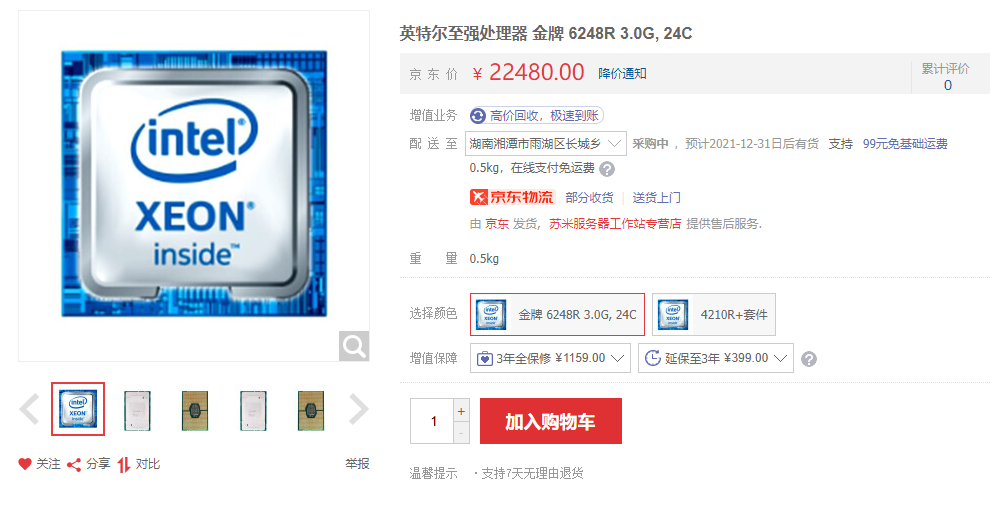 英特尔至强处理器 金牌 6248R 3.0G, 24C
京东价 ¥ 22480.00 降价通知
累计评价
0
增值业务 高价回收，极速到账
配送至 湖南湘潭市雨湖区长城乡 采购中 ，预计2021-12-31日后有货 支持 99元免基础运费
0.5kg，在线支付免运费 ?
京东物流 部分收货 送货上门
由 京东 发货，苏米服务器工作站专营店 提供售后服务.
重量 0.5kg
选择颜色 金牌 6248R 3.0G, 24C 4210R+套件
增值保障 3年全保修 ¥1159.00 延保至3年 ¥399.00 ?
1 + -
加入购物车
温馨提示 ·支持7天无理由退货
intel®
XEON®
inside™
关注 分享 对比 举报